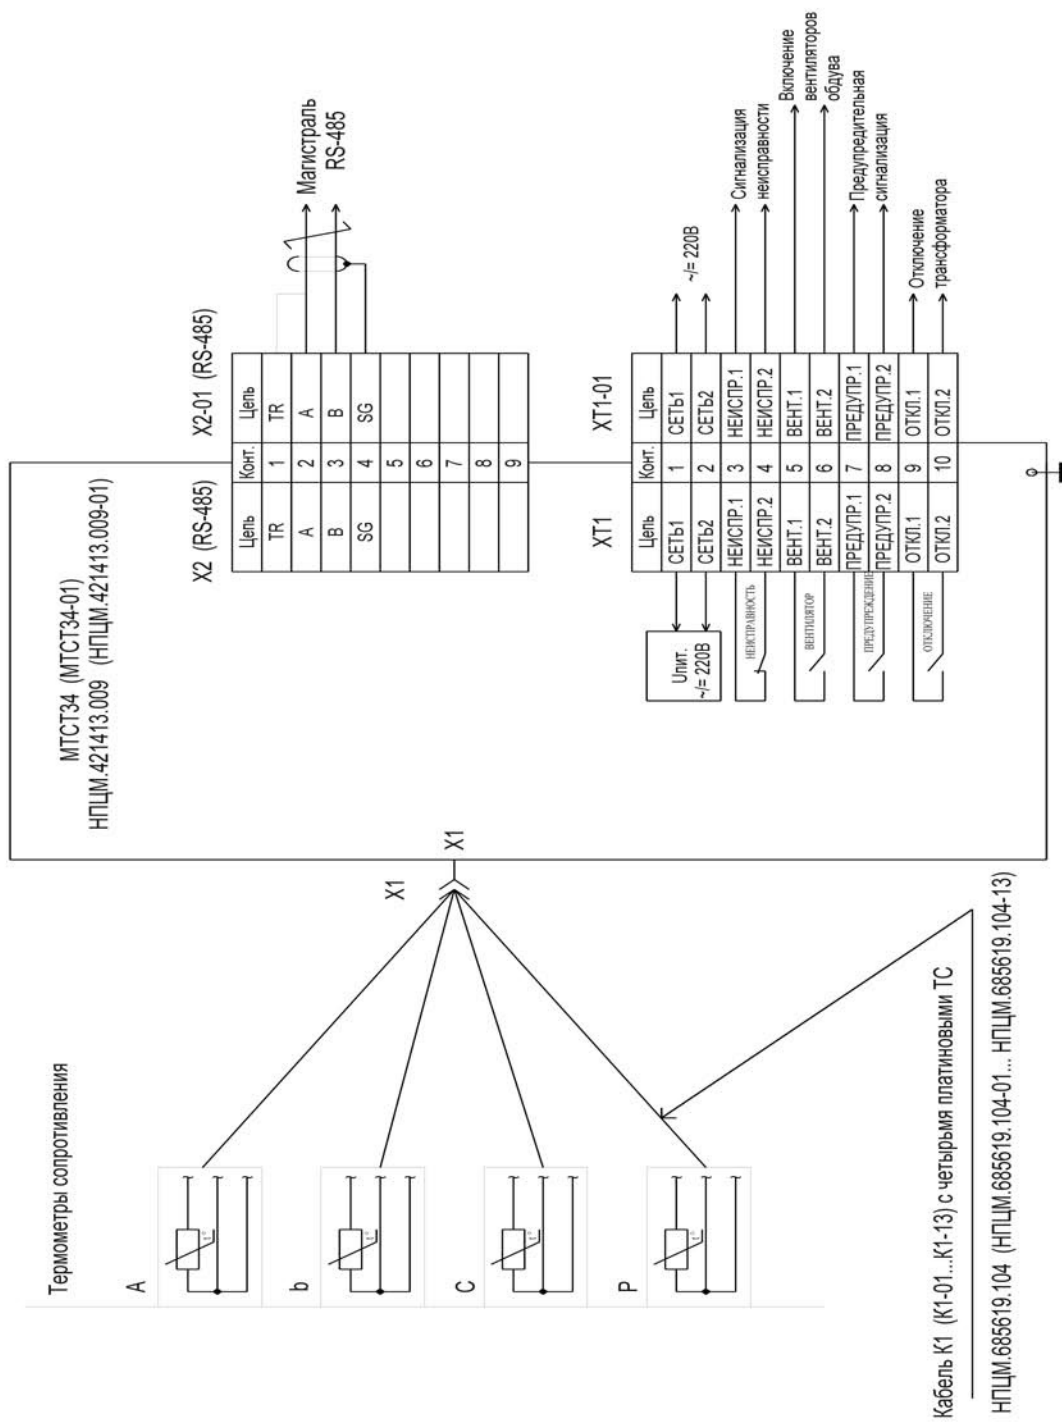 МТСТ34 (МТСТ34-01)
НПЦМ.421413.009 (НПЦМ.421413.009-01)
Термометры сопротивления
A
b
C
P
X1
X1
X2 (RS-485)
X2-01 (RS-485)
Цепь Конт. Цепь
TR 1 TR
A 2 A
B 3 B
SG 4 SG
5
6
7
8
9
Магистраль
RS-485
XT1
XT1-01
Цепь Конт. Цепь
СЕТЬ1 1 СЕТЬ1
СЕТЬ2 2 СЕТЬ2
НЕИСПР.1 3 НЕИСПР.1
НЕИСПР.2 4 НЕИСПР.2
ВЕНТ.1 5 ВЕНТ.1
ВЕНТ.2 6 ВЕНТ.2
ПРЕДУПР.1 7 ПРЕДУПР.1
ПРЕДУПР.2 8 ПРЕДУПР.2
ОТКЛ.1 9 ОТКЛ.1
ОТКЛ.2 10 ОТКЛ.2
Uпит.
~/= 220В
НЕИСПРАВНОСТЬ
ВЕНТИЛЯТОР
ПРЕДУПРЕЖДЕНИЕ
ОТКЛЮЧЕНИЕ
~/= 220В
Сигнализация
неисправности
Включение
вентиляторов
обдува
Предупредительная
сигнализация
Отключение
трансформатора
Кабель К1 (К1-01...К1-13) с четырьмя платиновыми ТС
НПЦМ.685619.104 (НПЦМ.685619.104-01... НПЦМ.685619.104-13)